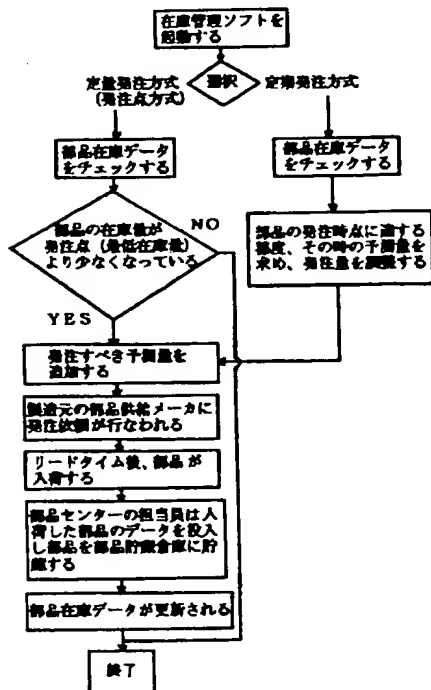 在庫管理ソフトを
起動する
選択
定量発注方式
(発注点方式)
定期発注方式
部品在庫データ
をチェックする
部品在庫データ
をチェックする
部品の在庫量が
発注点（最低在庫量）
より少なくなっている
NO
YES
部品の発注時点に達する
毎度、その時の予測量を
求め、発注量を調整する
発注すべき予測量を
追加する
製造元の部品供給メーカに
発注依頼が行なわれる
リードタイム後、部品が
入荷する
部品センターの担当員は入
荷した部品のデータを投入
し部品を部品貯蔵倉庫に貯
蔵する
部品在庫データが更新される
終了